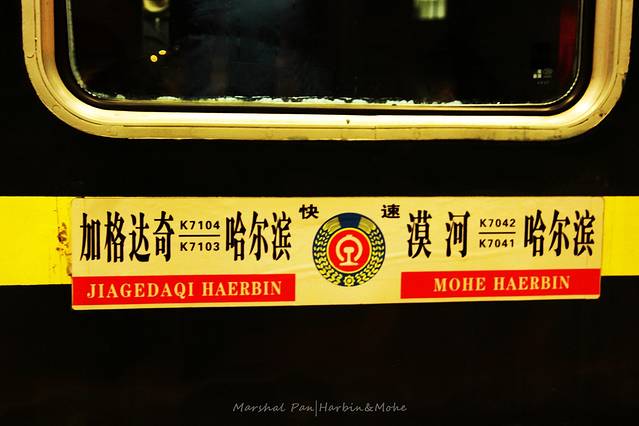 快 速
加格达奇 K7104 哈尔滨
K7103
JIAGEDAQI HAERBIN
漠河 K7042 哈尔滨
K7041
MOHE HAERBIN
Marshal Pan|Harbin&Mohe